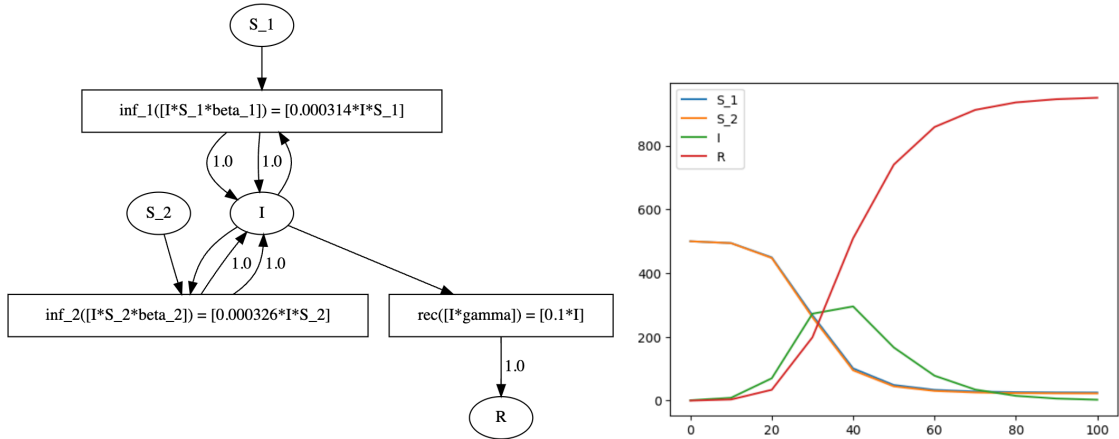 S_1
inf_1([I*S_1*beta_1]) = [0.000314*I*S_1]
1.0
1.0
S_2
I
1.0
1.0
inf_2([I*S_2*beta_2]) = [0.000326*I*S_2]
rec([I*gamma]) = [0.1*I]
1.0
R
S_1
S_2
I
R
800
600
400
200
0
0
20
40
60
80
100